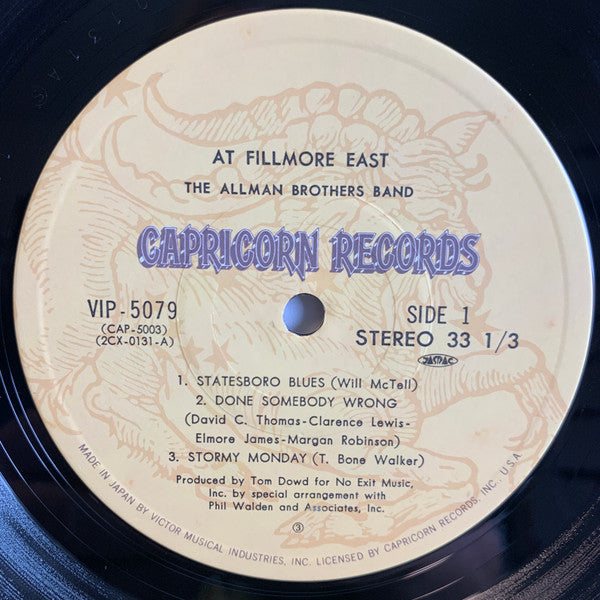 AT FILLMORE EAST
THE ALLMAN BROTHERS BAND
CAPRICORN RECORDS
VIP-5079
(CAP-5003)
(2CX-0131-A)
SIDE 1
STEREO 33 1/3
JASRAC
1. STATESBORO BLUES (Will McTell)
2. DONE SOMEBODY WRONG
(David C. Thomas-Clarence Lewis-
Elmore James-Margan Robinson)
3. STORMY MONDAY (T. Bone Walker)
Produced by Tom Dowd for No Exit Music,
Inc. by special arrangement with
Phil Walden and Associates, Inc.
③
MADE IN JAPAN BY VICTOR MUSICAL INDUSTRIES, INC. LICENSED BY CAPRICORN RECORDS, INC., U.S.A